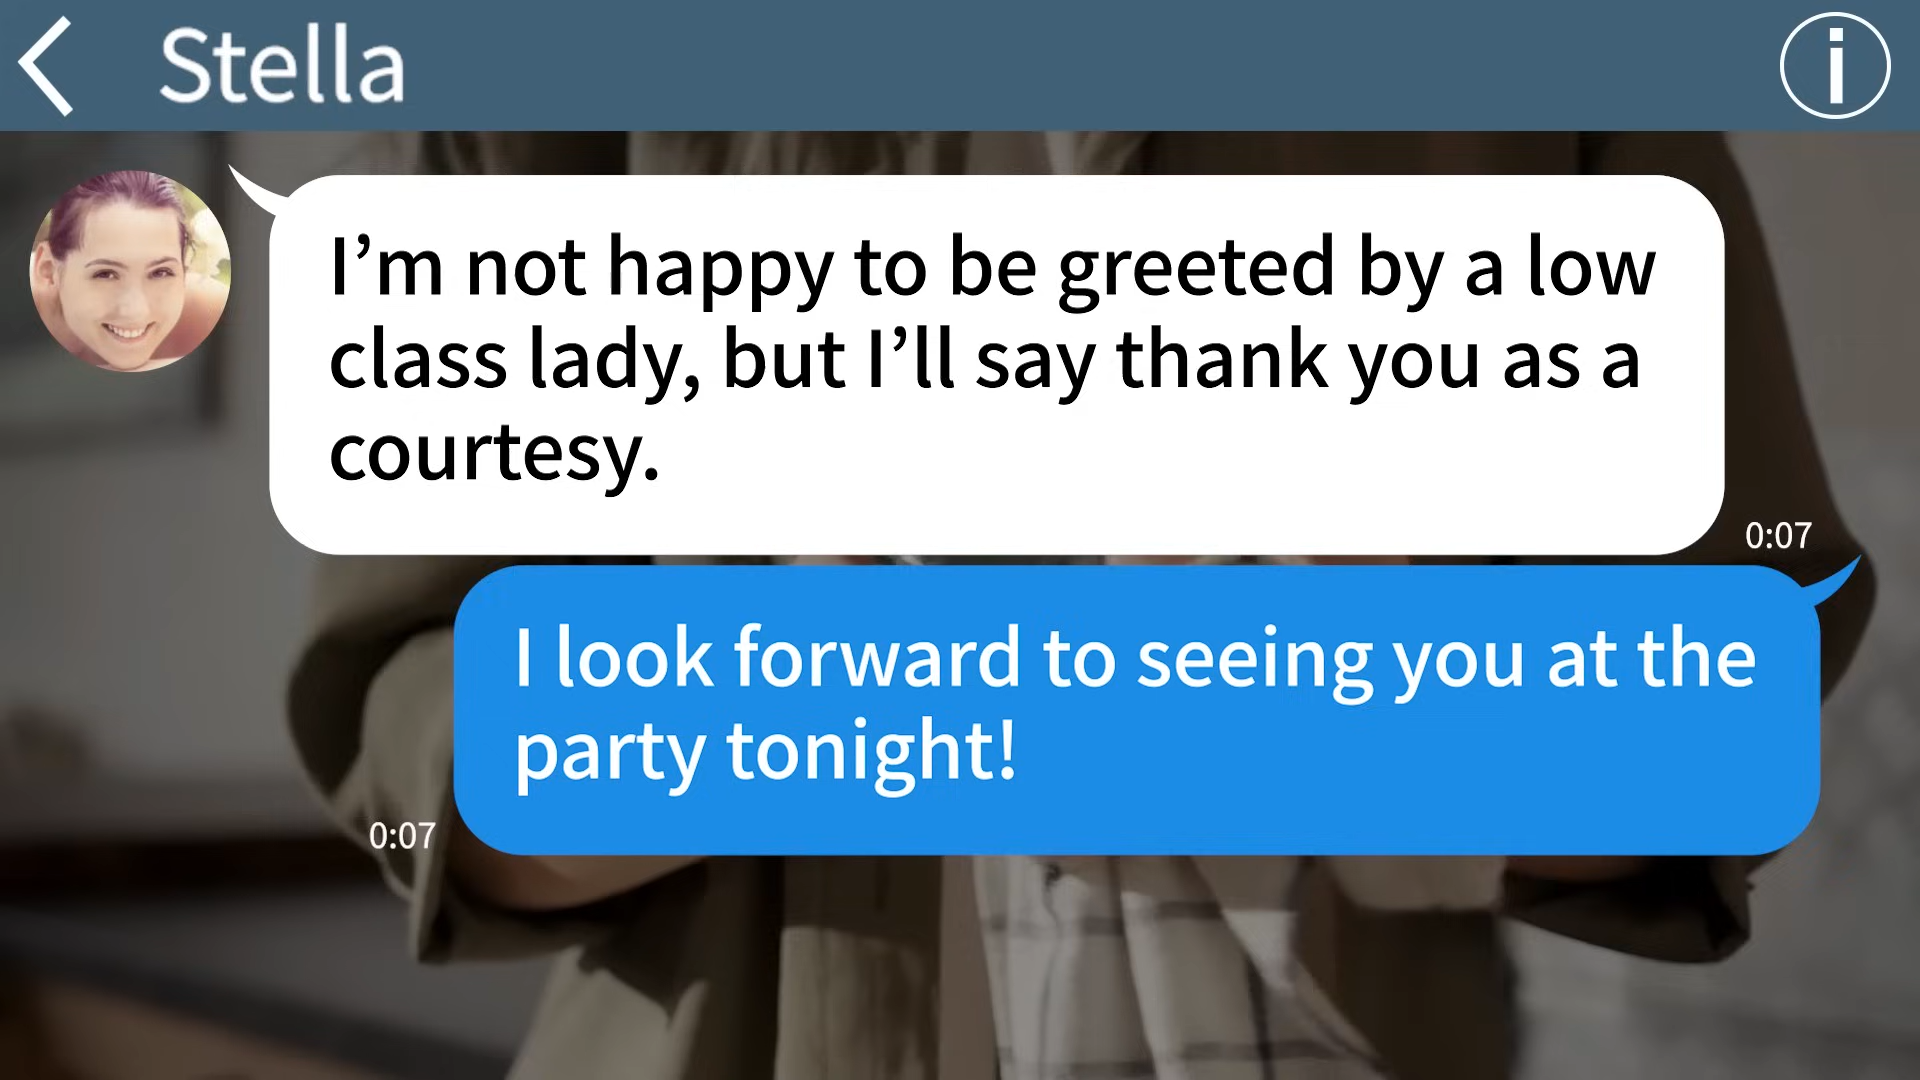 Stella
I’m not happy to be greeted by a low
class lady, but I’ll say thank you as a
courtesy.
0:07
I look forward to seeing you at the
party tonight!
0:07